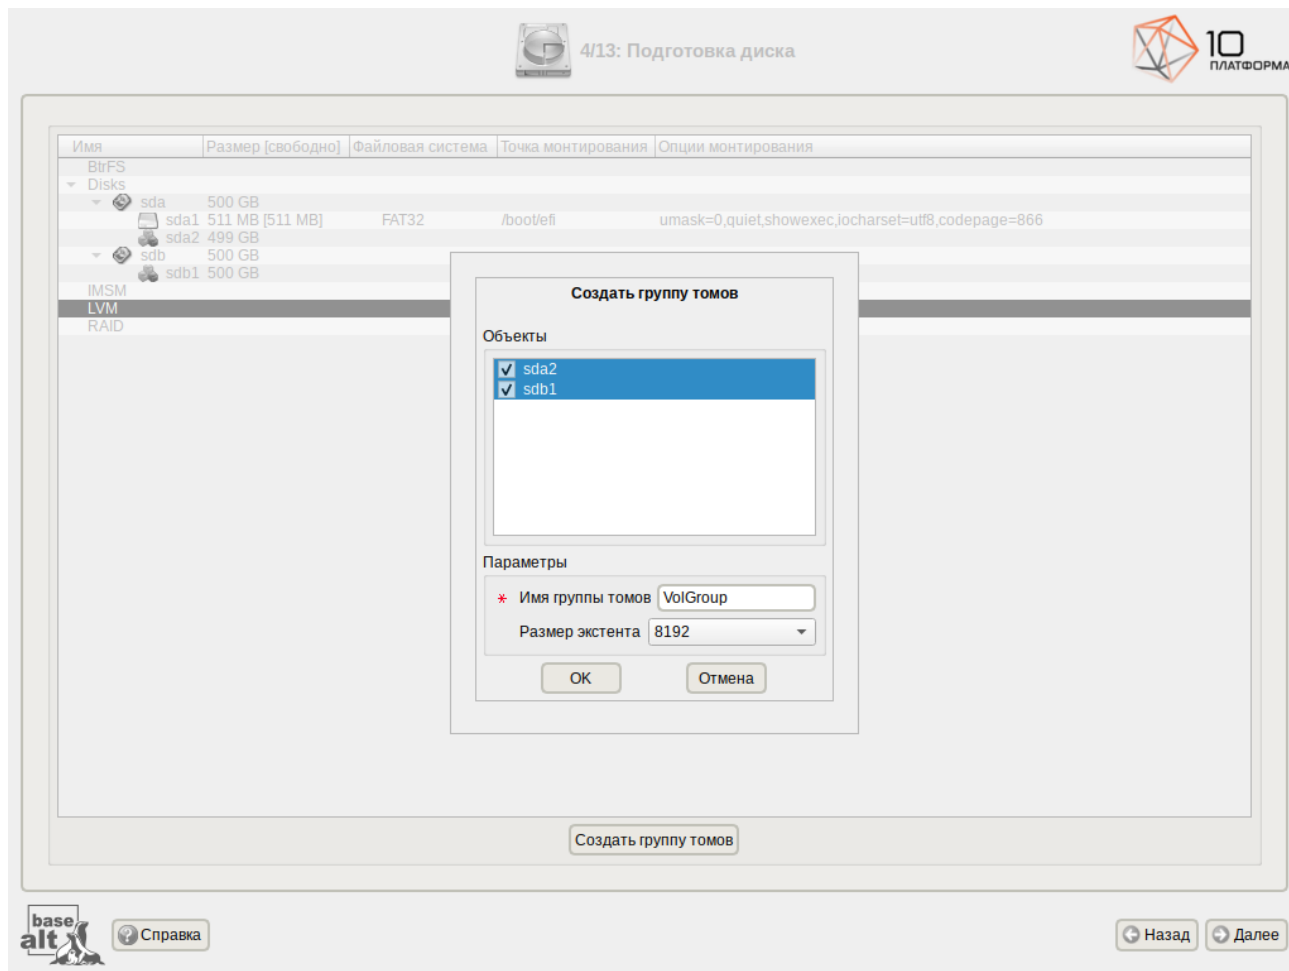 4/13: Подготовка диска
10
ПЛАТФОРМА
Имя Размер [свободно] Файловая система Точка монтирования Опции монтирования
BtrFS
Disks
sda 500 GB
sda1 511 MB [511 MB] FAT32 /boot/efi umask=0,quiet,showexec,iocharset=utf8,codepage=866
sda2 499 GB
sdb 500 GB
sdb1 500 GB
IMSM
LVM
RAID
Создать группу томов
Объекты
sda2
sdb1
Параметры
* Имя группы томов VolGroup
Размер экстента 8192
OK Отмена
Создать группу томов
base
alt
Справка Назад Далее